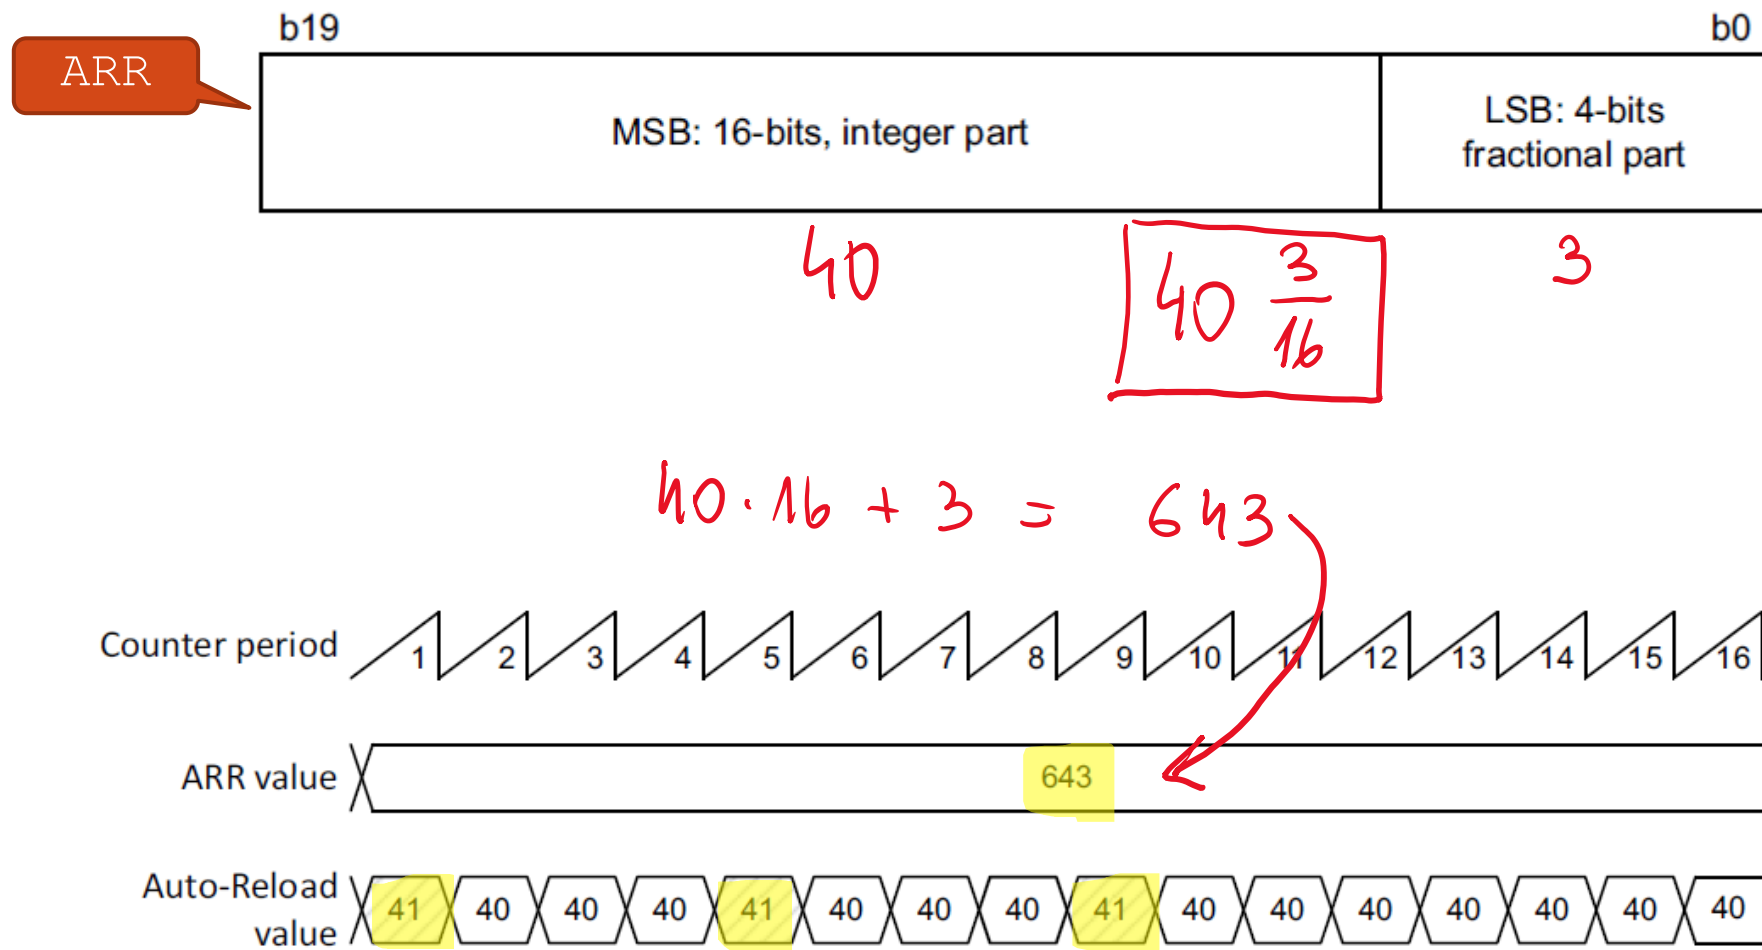 b19 b0
ARR
MSB: 16-bits, integer part
LSB: 4-bits
fractional part
40
40 3/16
3
40·16 + 3 = 643
Counter period 1 2 3 4 5 6 7 8 9 10 11 12 13 14 15 16
ARR value 643
Auto-Reload
value 41 40 40 40 41 40 40 40 41 40 40 40 40 40 40 40